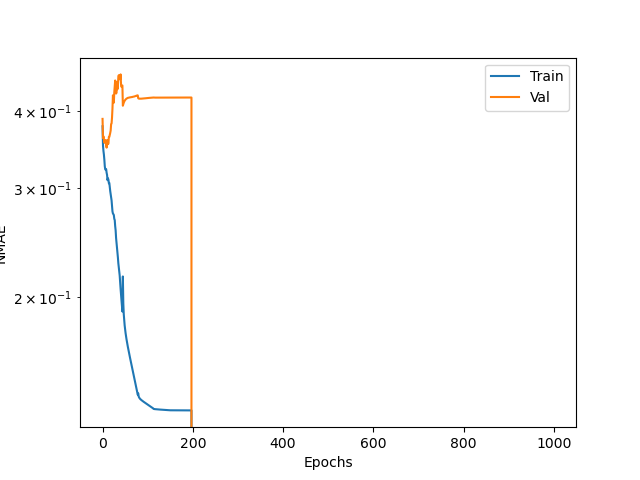 Train
Val
4 × 10⁻¹
3 × 10⁻¹
2 × 10⁻¹
NMAE
0 200 400 600 800 1000
Epochs